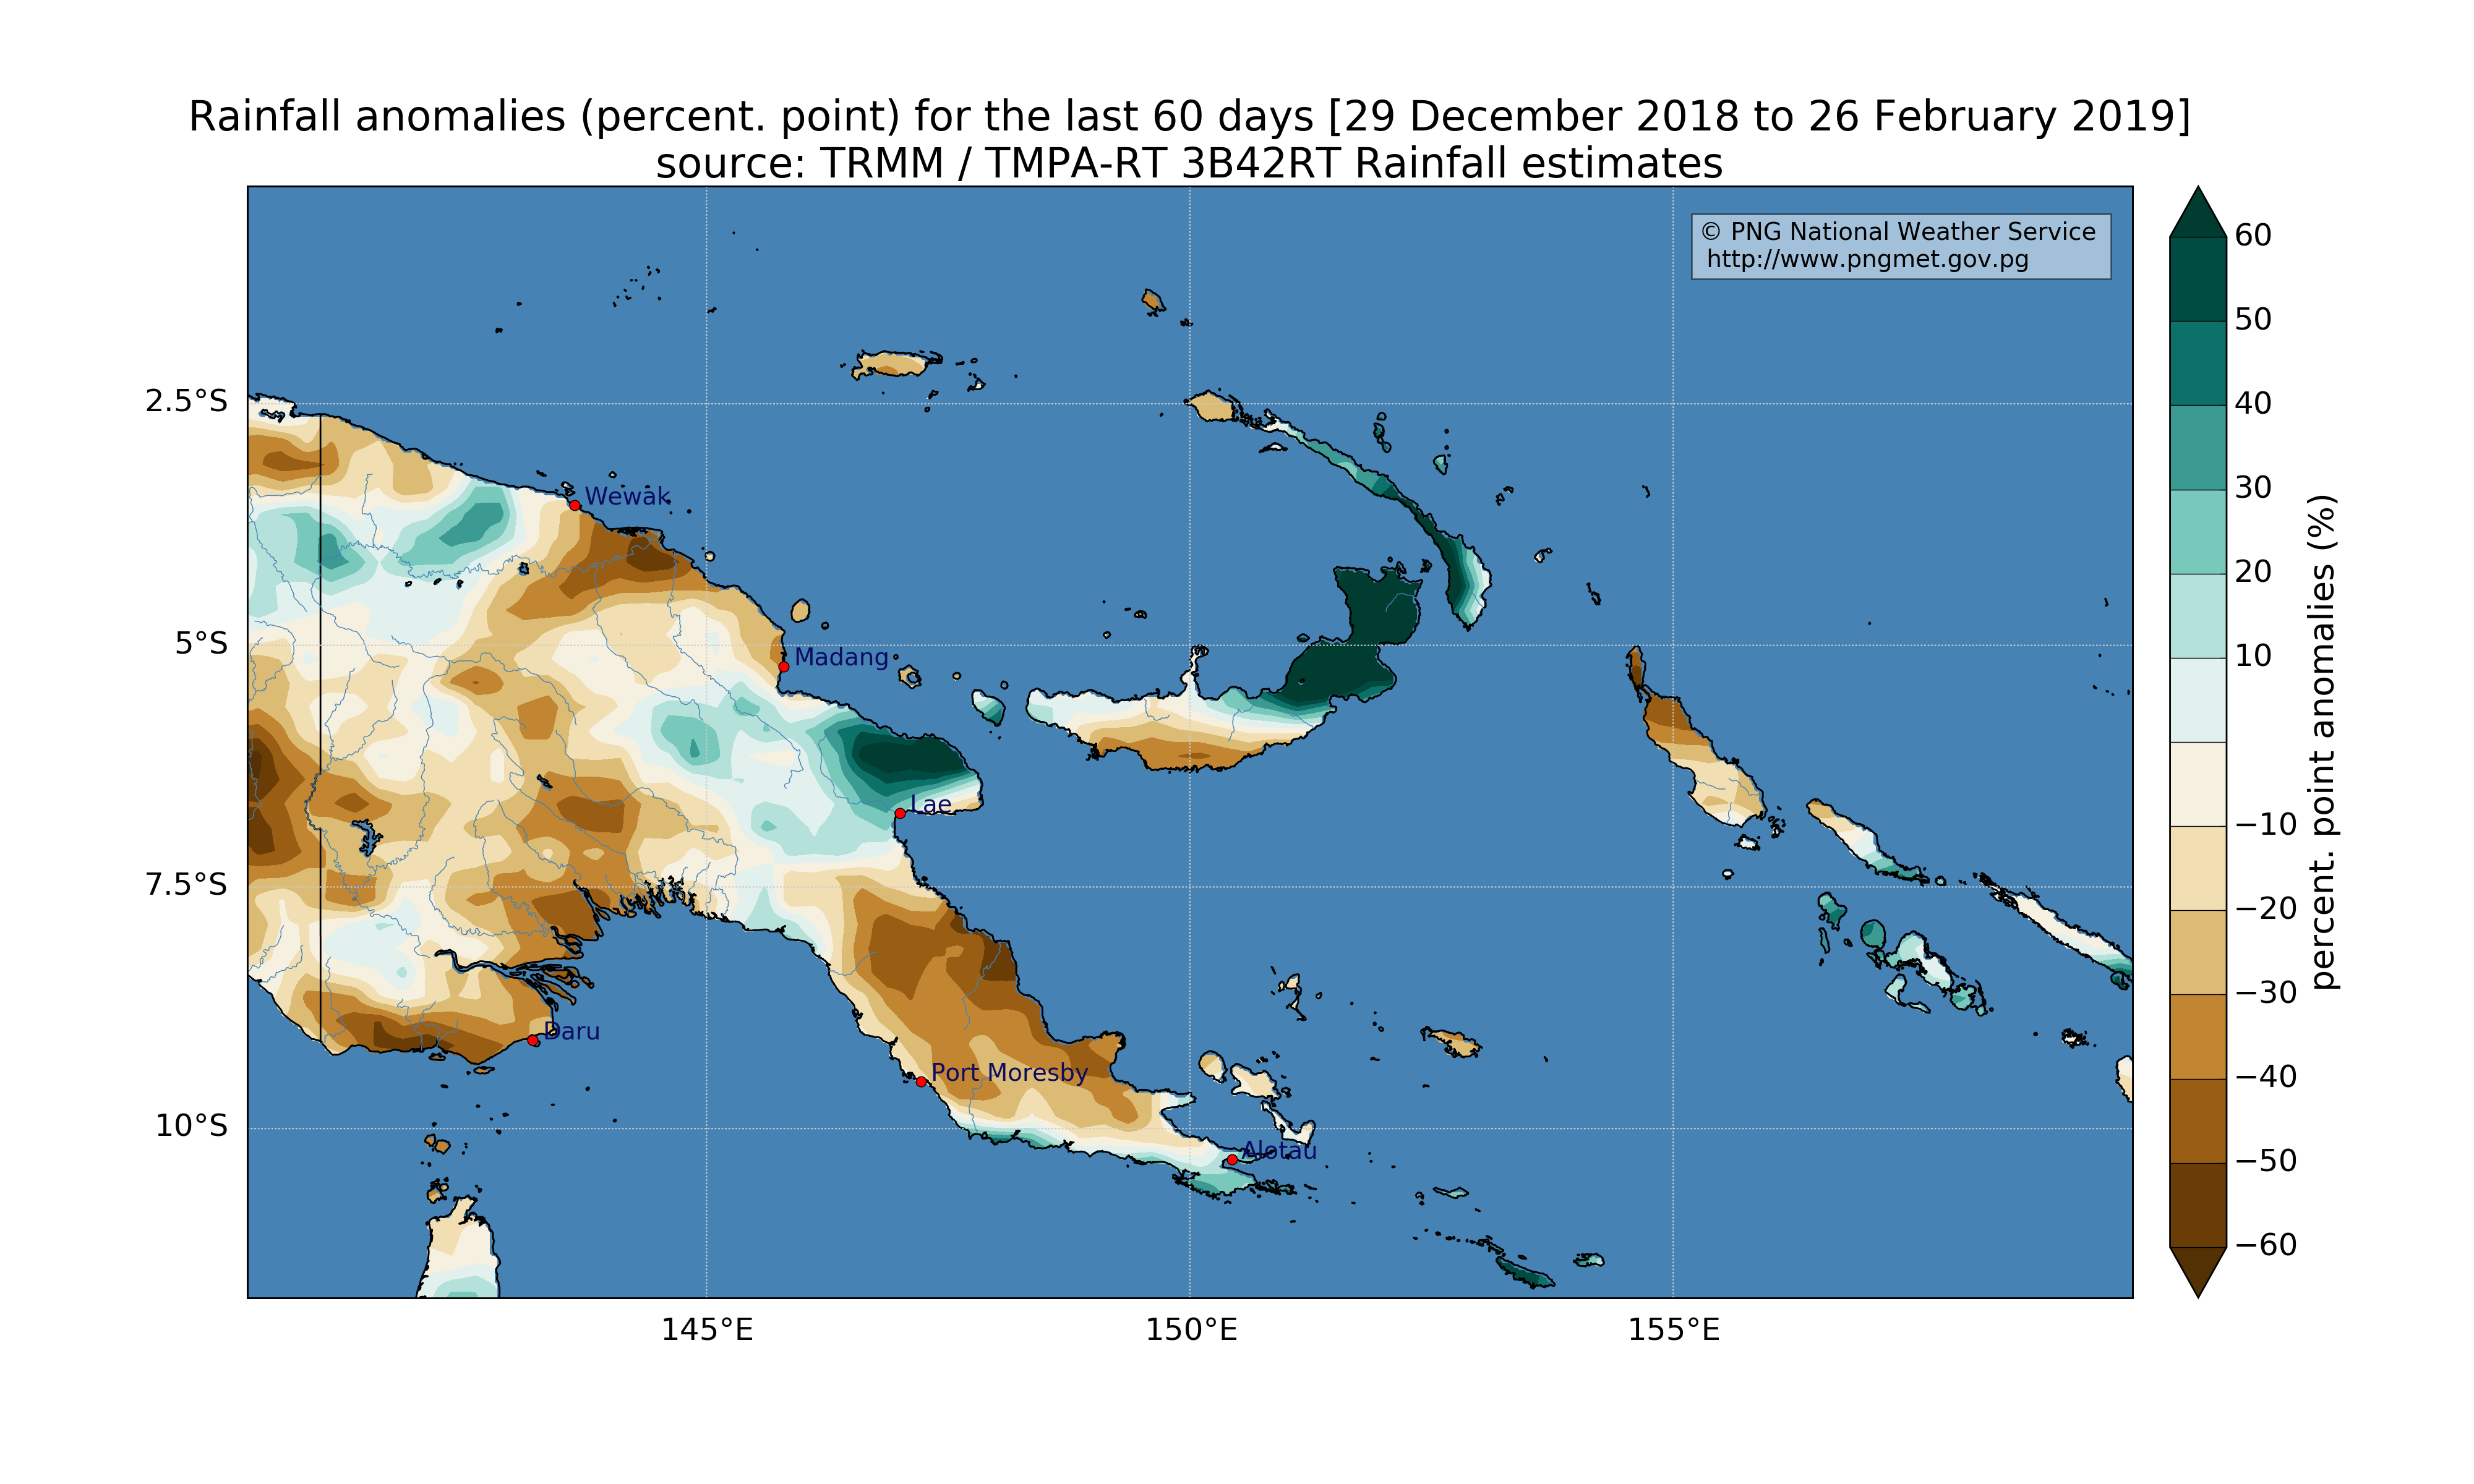 Rainfall anomalies (percent. point) for the last 60 days [29 December 2018 to 26 February 2019]
source: TRMM / TMPA-RT 3B42RT Rainfall estimates
© PNG National Weather Service
http://www.pngmet.gov.pg
2.5°S
5°S
7.5°S
10°S
145°E
150°E
155°E
Wewak
Madang
Lae
Daru
Port Moresby
Alotau
60
50
40
30
20
10
−10
−20
−30
−40
−50
−60
percent. point anomalies (%)